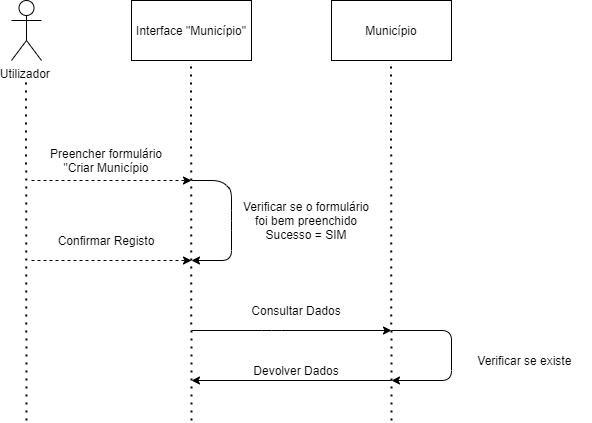 Interface "Município"
Município
Utilizador
Preencher formulário
"Criar Município
Verificar se o formulário
foi bem preenchido
Sucesso = SIM
Confirmar Registo
Consultar Dados
Verificar se existe
Devolver Dados